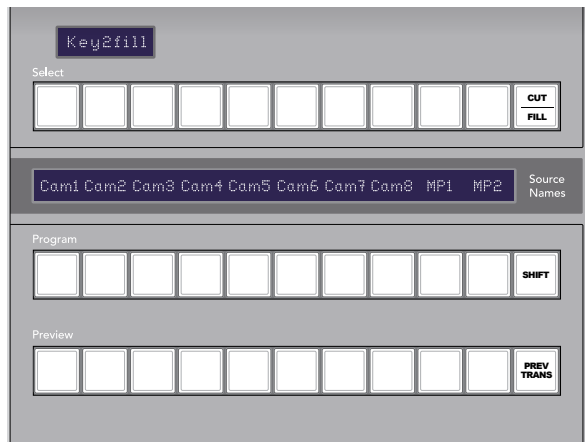 Key2fill
Select
CUT
FILL
Cam1 Cam2 Cam3 Cam4 Cam5 Cam6 Cam7 Cam8 MP1 MP2
Source
Names
Program
SHIFT
Preview
PREV
TRANS